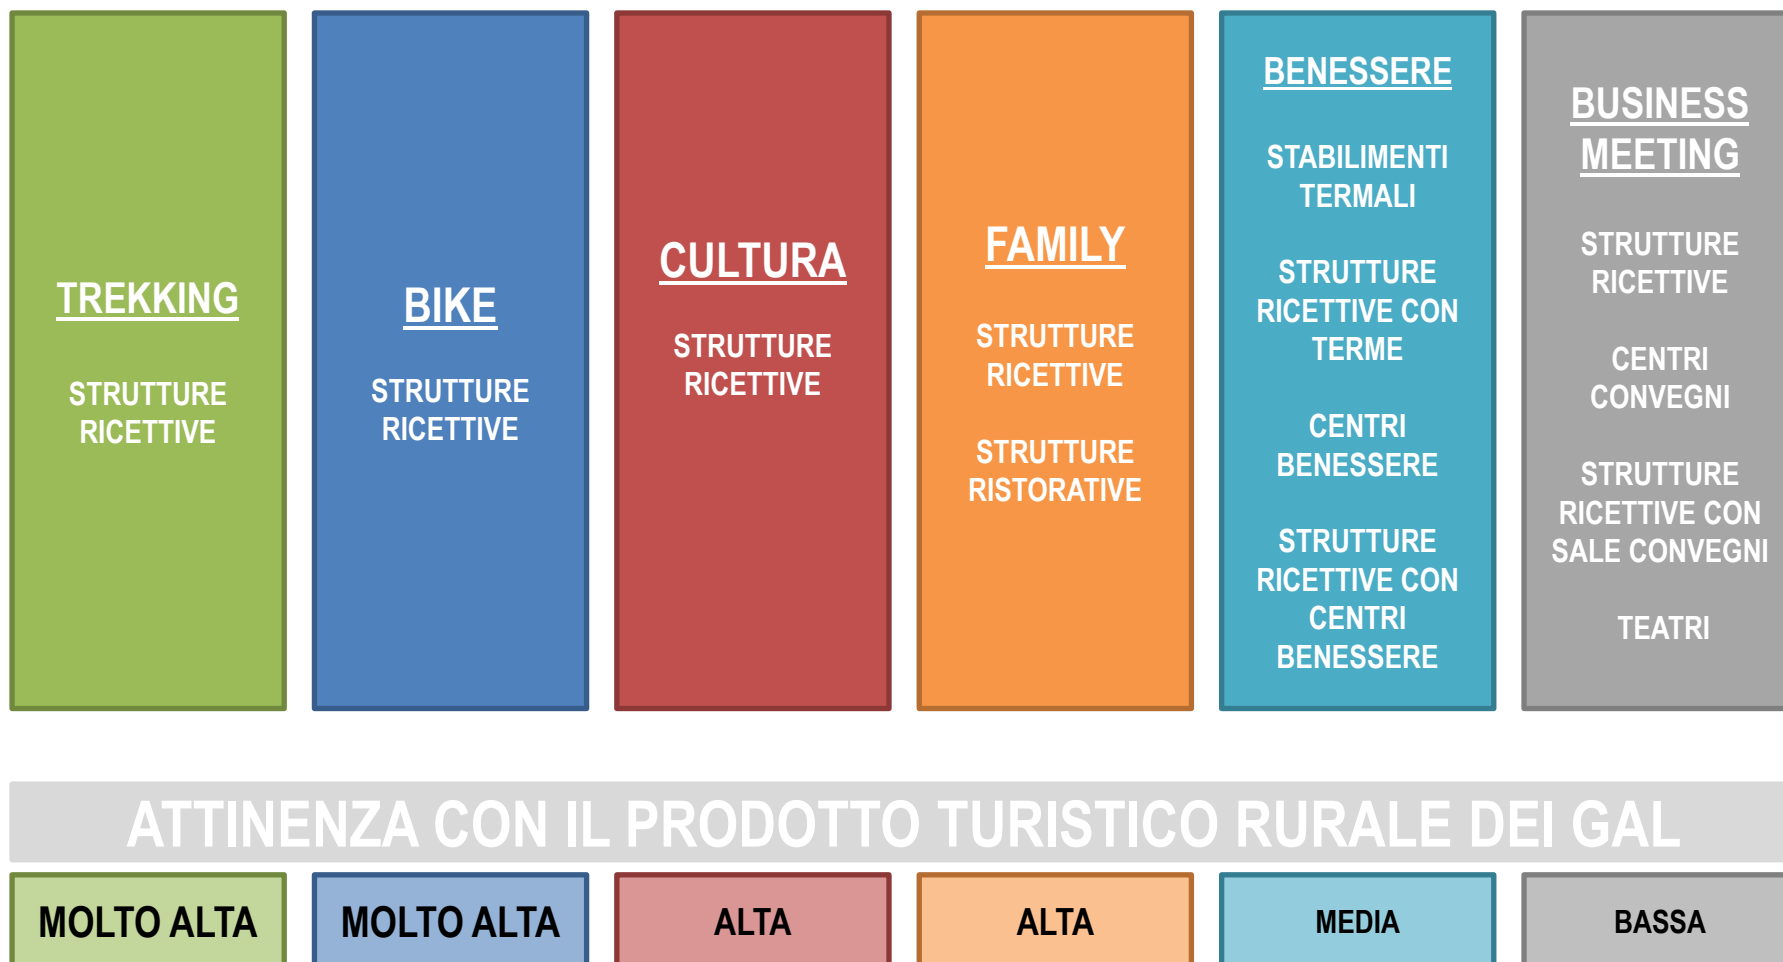 TREKKING
STRUTTURE
RICETTIVE
BIKE
STRUTTURE
RICETTIVE
CULTURA
STRUTTURE
RICETTIVE
FAMILY
STRUTTURE
RICETTIVE
STRUTTURE
RISTORATIVE
BENESSERE
STABILIMENTI
TERMALI
STRUTTURE
RICETTIVE CON
TERME
CENTRI
BENESSERE
STRUTTURE
RICETTIVE CON
CENTRI
BENESSERE
BUSINESS
MEETING
STRUTTURE
RICETTIVE
CENTRI
CONVEGNI
STRUTTURE
RICETTIVE CON
SALE CONVEGNI
TEATRI
ATTINENZA CON IL PRODOTTO TURISTICO RURALE DEI GAL
MOLTO ALTA
MOLTO ALTA
ALTA
ALTA
MEDIA
BASSA